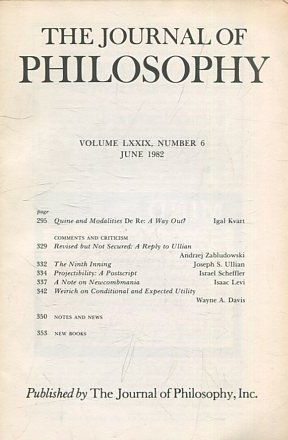 THE JOURNAL OF
PHILOSOPHY
VOLUME LXXIX, NUMBER 6
JUNE 1982
page
295 Quine and Modalities De Re: A Way Out? Igal Kvart
COMMENTS AND CRITICISM
329 Revised but Not Secured: A Reply to Ullian
Andrzej Zabludowski
332 The Ninth Inning Joseph S. Ullian
334 Projectibility: A Postscript Israel Scheffler
337 A Note on Newcombmania Isaac Levi
342 Weirich on Conditional and Expected Utility
Wayne A. Davis
350 NOTES AND NEWS
353 NEW BOOKS
Published by The Journal of Philosophy, Inc.